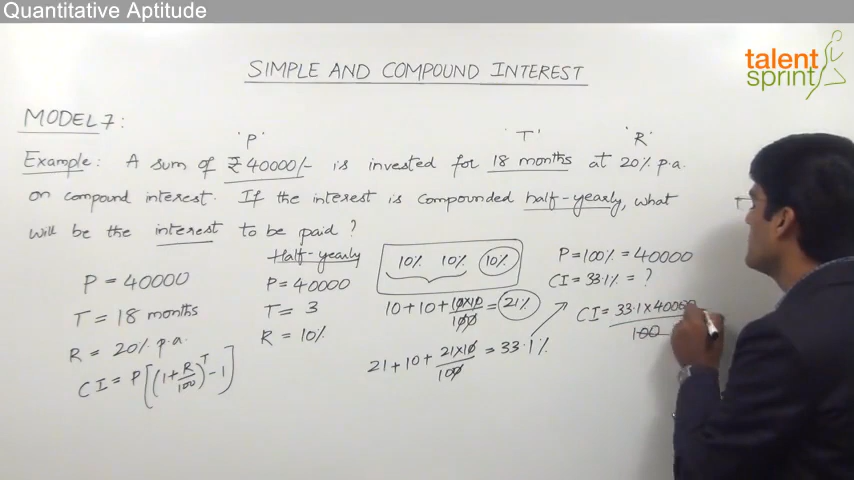 Quantitative Aptitude
talent
sprint
SIMPLE AND COMPOUND INTEREST
MODEL 7:
'P' 'T' 'R'
Example: A sum of ₹ 40000/- is invested for 18 months at 20% p.a.
on compound interest. If the interest is compounded half-yearly, what
will be the interest to be paid?
P = 40000
T = 18 months
R = 20% p.a.
CI = P[(1+R/100)^T - 1]
Half-yearly
P = 40000
T = 3
R = 10%
10% 10% 10%
10 + 10 + 10×10/100 = 21%
21 + 10 + 21×10/100 = 33.1%
P = 100% = 40000
CI = 33.1% = ?
CI = 33.1 × 40000/100